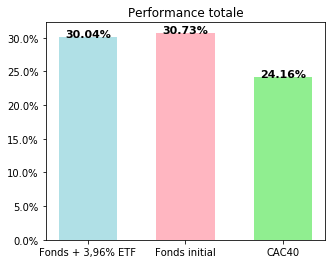 Performance totale
30.04%
30.73%
24.16%
30.0%
25.0%
20.0%
15.0%
10.0%
5.0%
0.0%
Fonds + 3,96% ETF
Fonds initial
CAC40